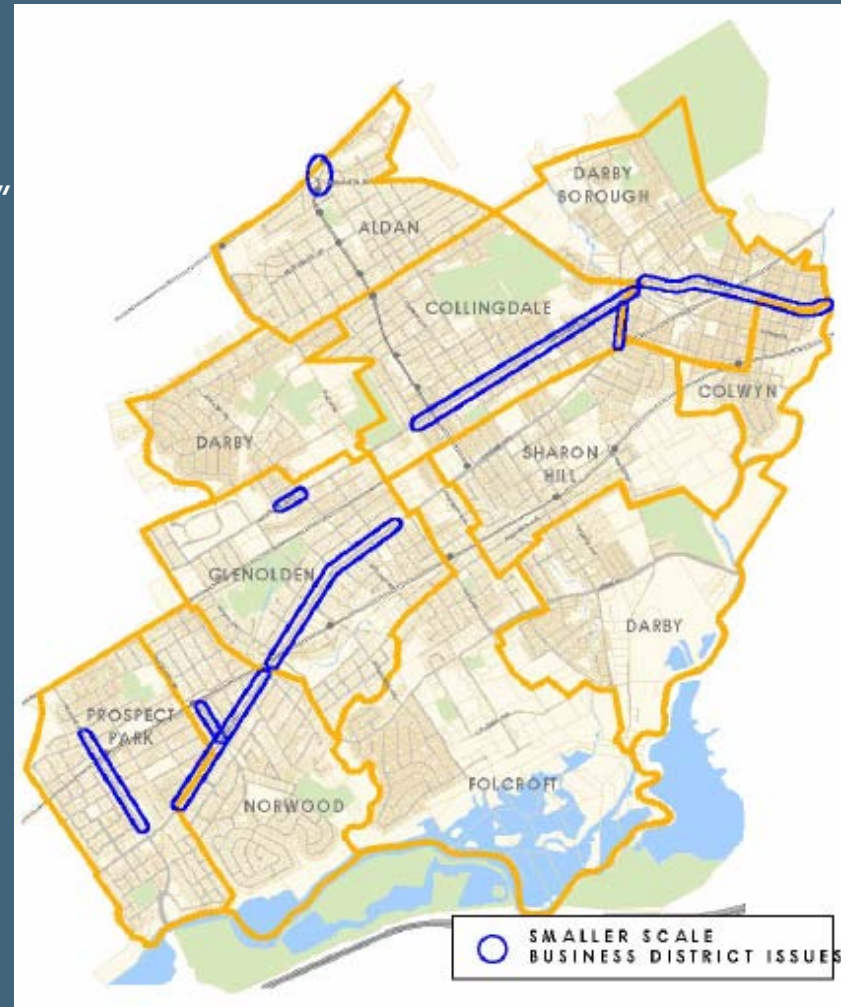 "
DARBY
BOROUGH
ALDAN
COLLINGDALE
COLWYN
DARBY
SHARON
HILL
GLENOLDEN
DARBY
PROSPECT
PARK
FOLCROFT
NORWOOD
SMALLER SCALE
BUSINESS DISTRICT ISSUES